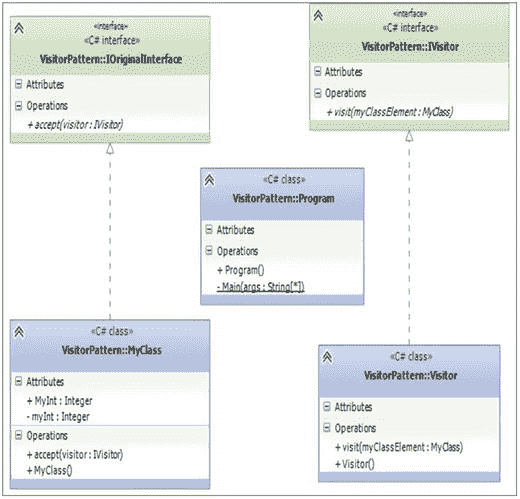 «interface»
«C# interface»
VisitorPattern::IOriginalInterface
Attributes
Operations
+ accept(visitor : IVisitor)
«interface»
«C# interface»
VisitorPattern::IVisitor
Attributes
Operations
+ visit(myClassElement : MyClass)
«C# class»
VisitorPattern::Program
Attributes
Operations
+ Program()
- Main(args : String[*])
«C# class»
VisitorPattern::MyClass
Attributes
+ MyInt : Integer
- myInt : Integer
Operations
+ accept(visitor : IVisitor)
+ MyClass()
«C# class»
VisitorPattern::Visitor
Attributes
Operations
+ visit(myClassElement : MyClass)
+ Visitor()